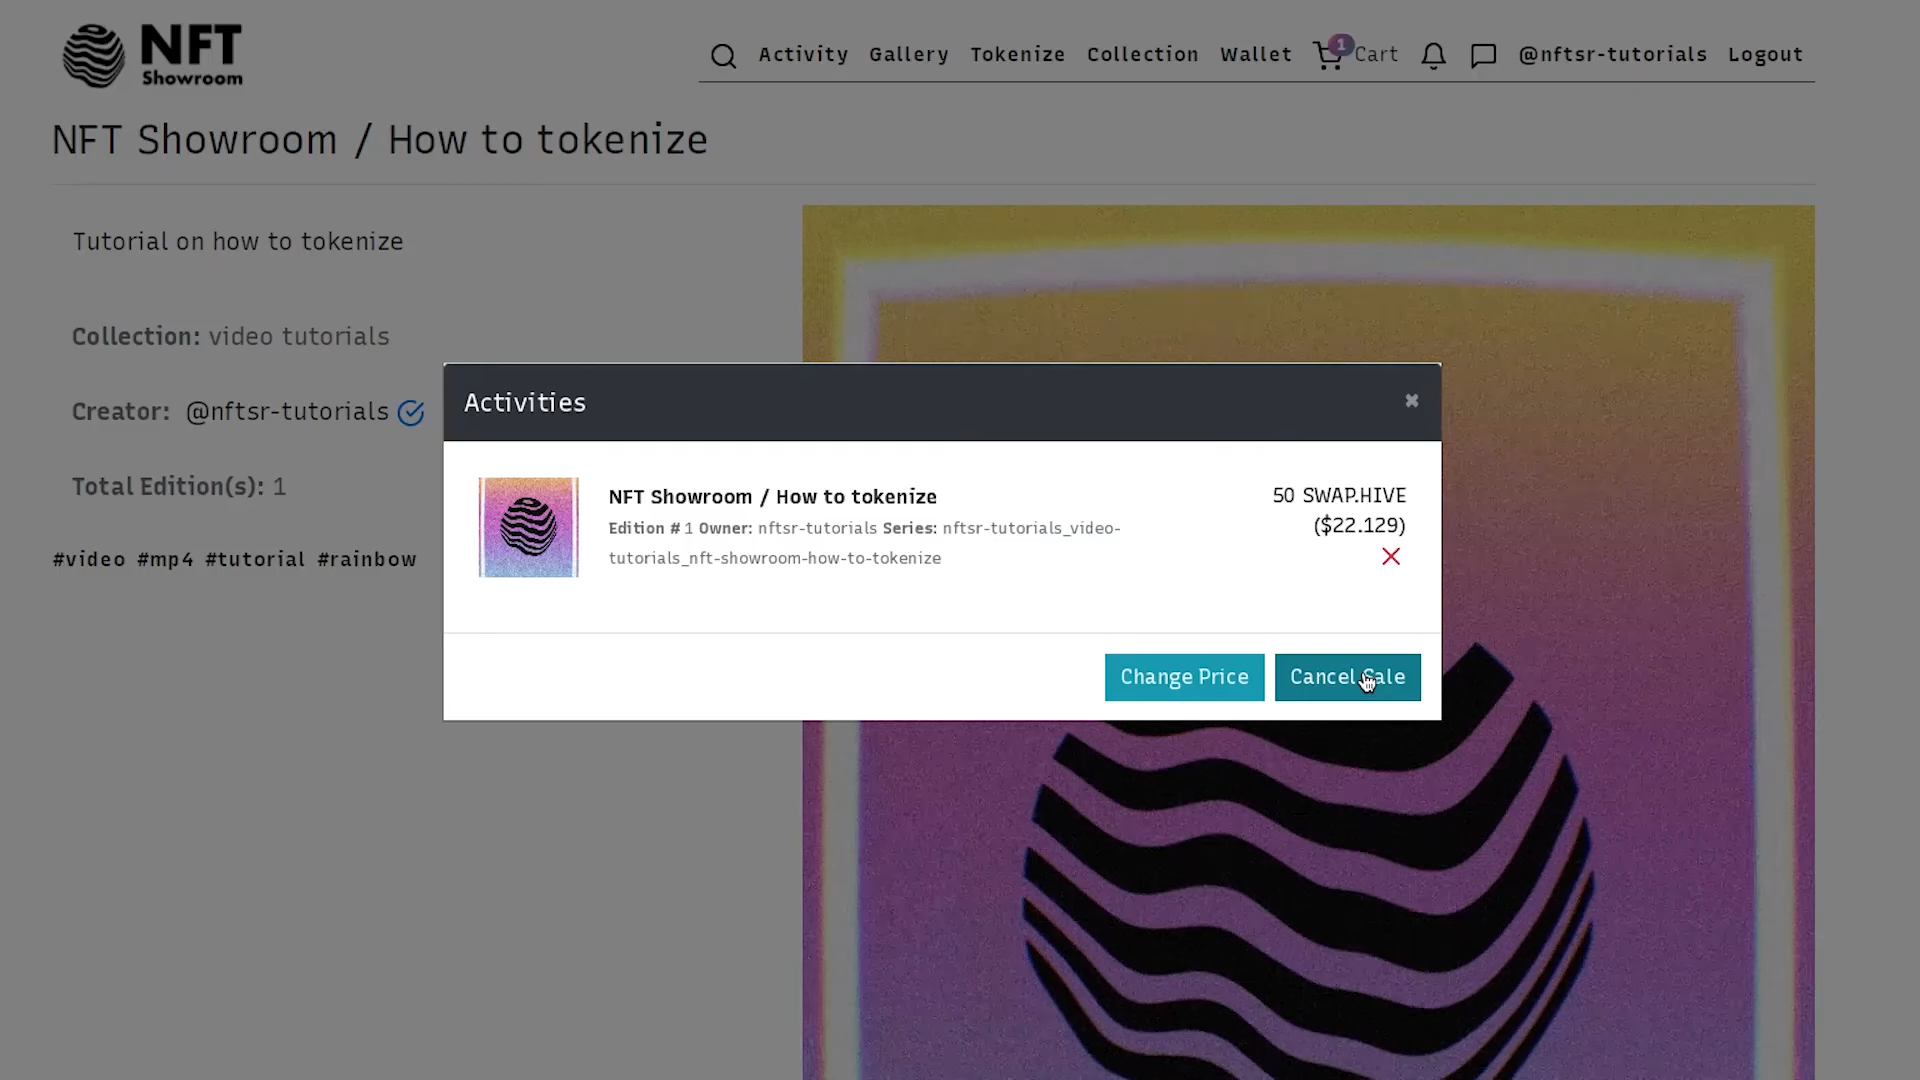 NFT
Showroom
Activity Gallery Tokenize Collection Wallet 1 Cart @nftsr-tutorials Logout
NFT Showroom / How to tokenize
Tutorial on how to tokenize
Collection: video tutorials
Creator: @nftsr-tutorials
Total Edition(s): 1
#video #mp4 #tutorial #rainbow
Activities
NFT Showroom / How to tokenize
Edition # 1 Owner: nftsr-tutorials Series: nftsr-tutorials_video-
tutorials_nft-showroom-how-to-tokenize
50 SWAP.HIVE
($22.129)
Change Price
Cancel Sale